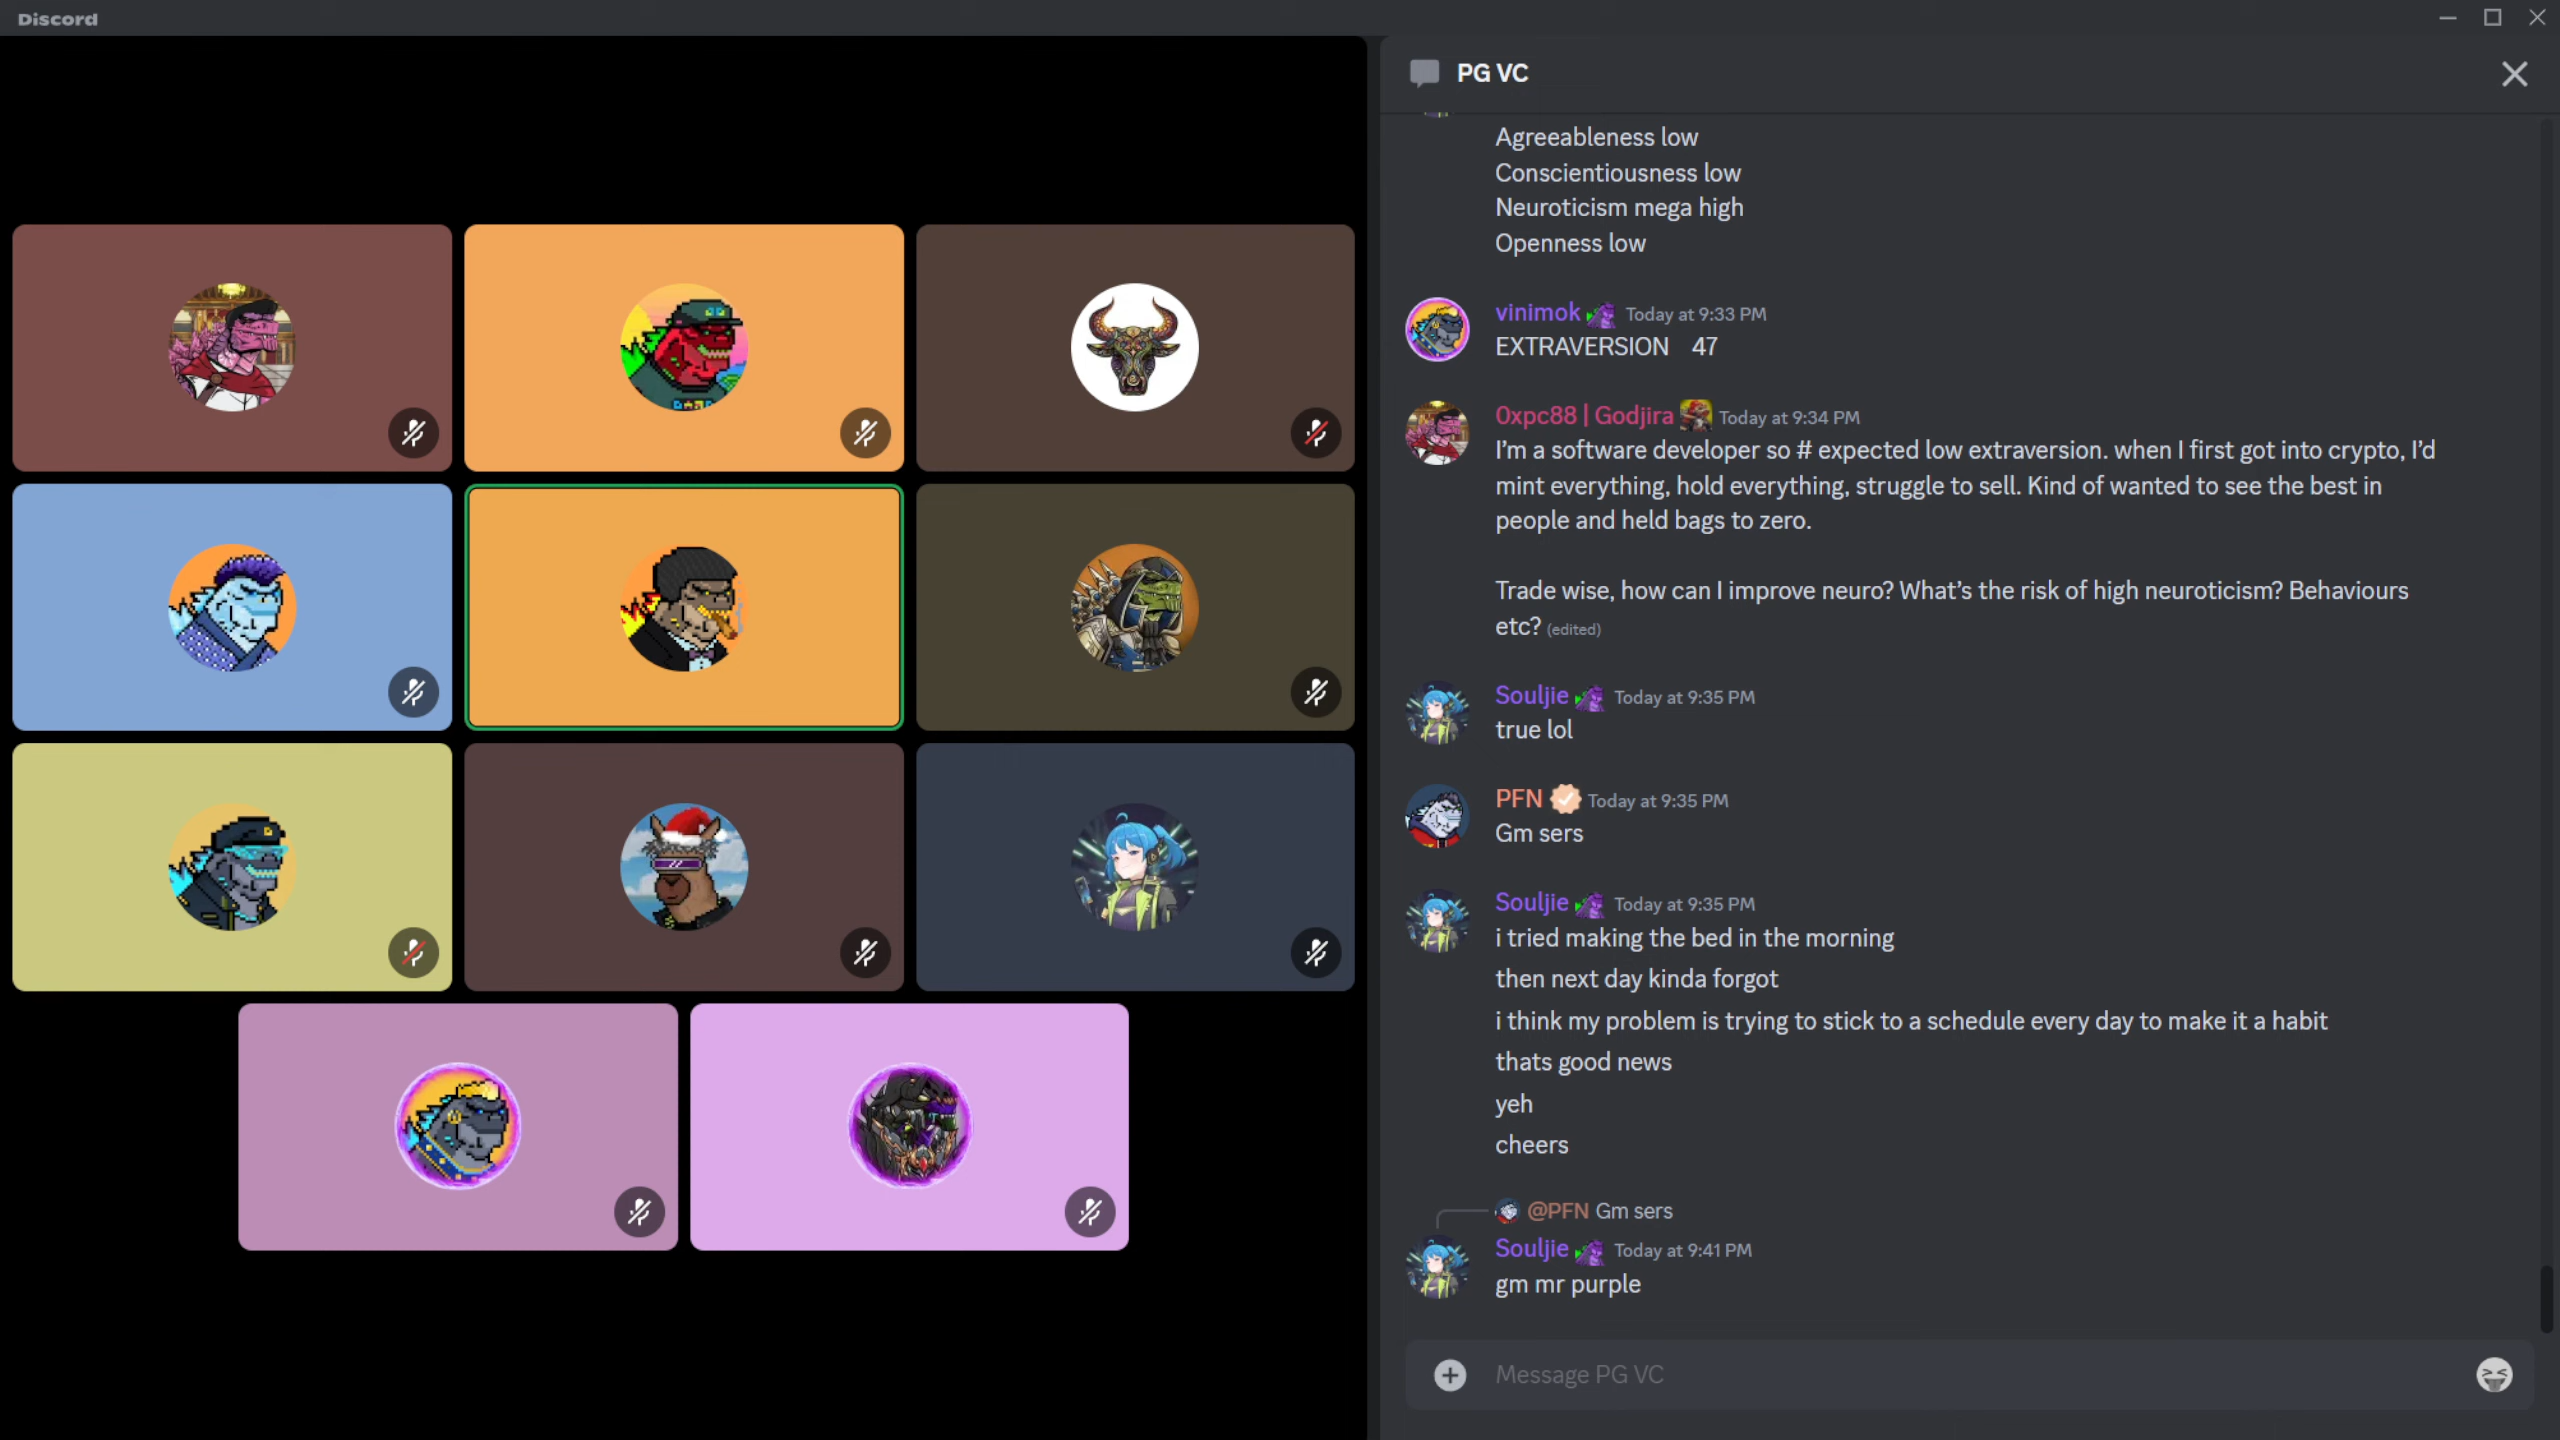 Discord
PG VC
Agreeableness low
Conscientiousness low
Neuroticism mega high
Openness low
vinimok Today at 9:33 PM
EXTRAVERSION 47
0xpc88 | Godjira Today at 9:34 PM
I'm a software developer so # expected low extraversion. when I first got into crypto, I'd
mint everything, hold everything, struggle to sell. Kind of wanted to see the best in
people and held bags to zero.
Trade wise, how can I improve neuro? What's the risk of high neuroticism? Behaviours
etc? (edited)
Souljie Today at 9:35 PM
true lol
PFN Today at 9:35 PM
Gm sers
Souljie Today at 9:35 PM
i tried making the bed in the morning
then next day kinda forgot
i think my problem is trying to stick to a schedule every day to make it a habit
thats good news
yeh
cheers
@PFN Gm sers
Souljie Today at 9:41 PM
gm mr purple
Message PG VC